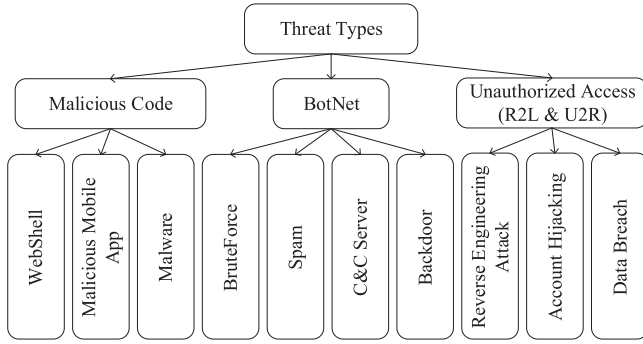 Threat Types
Malicious Code
BotNet
Unauthorized Access
(R2L & U2R)
WebShell
Malicious Mobile
App
Malware
BruteForce
Spam
C&C Server
Backdoor
Reverse Engineering
Attack
Account Hijacking
Data Breach